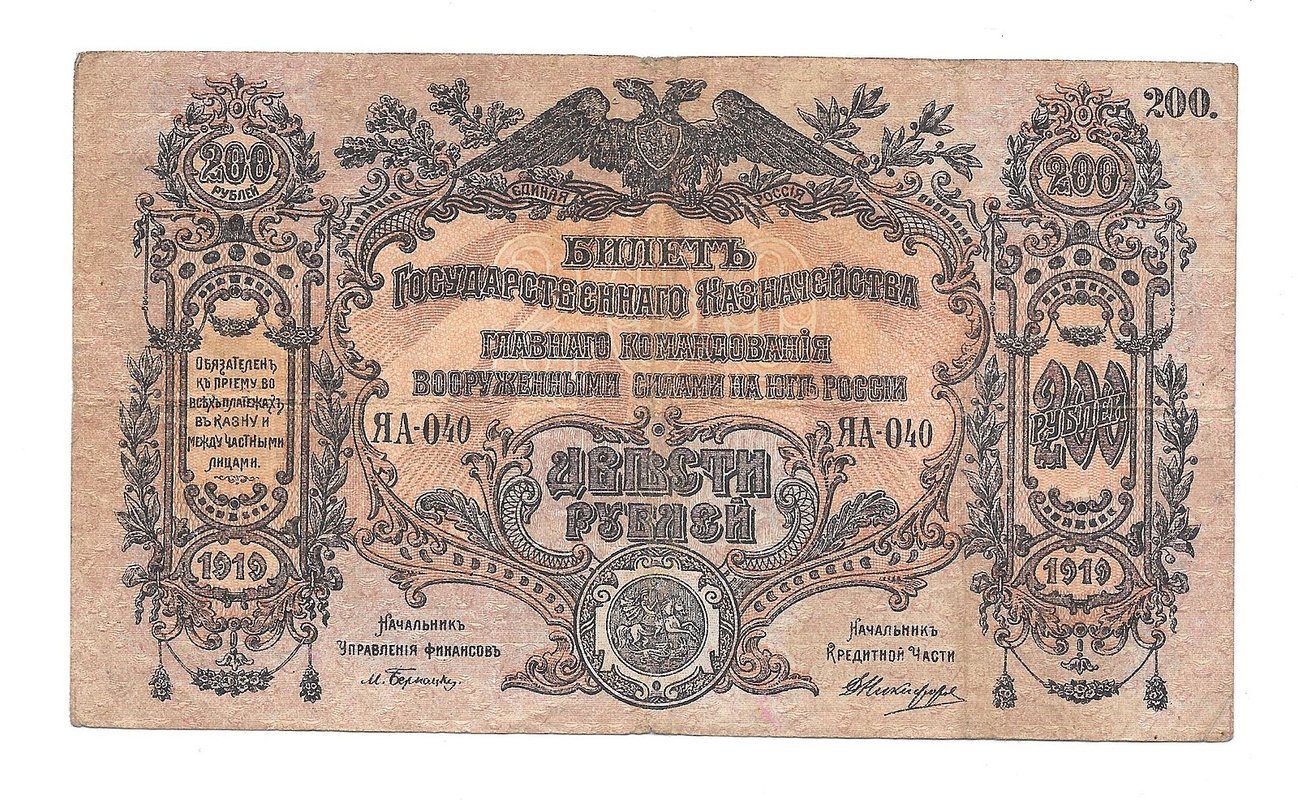 200.
200
РУБЛЕЙ
200
ЕДИНАЯ РОССІЯ
БИЛЕТЪ
ГОСУДАРСТВЕННАГО КАЗНАЧЕЙСТВА
ГЛАВНАГО КОМАНДОВАНІЯ
ВООРУЖЕННЫМИ СИЛАМИ НА ЮГѢ РОССІИ
ОБЯЗАТЕЛЕНЪ
КЪ ПРІЕМУ ВО
ВСѢХЪ ПЛАТЕЖАХЪ
ВЪ КАЗНУ И
МЕЖДУ ЧАСТНЫМИ
ЛИЦАМИ.
ЯА-040
ЯА-040
200
РУБЛЕЙ
ДВѢСТИ
РУБЛЕЙ
1919
1919
НАЧАЛЬНИКЪ
УПРАВЛЕНІЯ ФИНАНСОВЪ
М. Бернацкій
НАЧАЛЬНИКЪ
КРЕДИТНОЙ ЧАСТИ